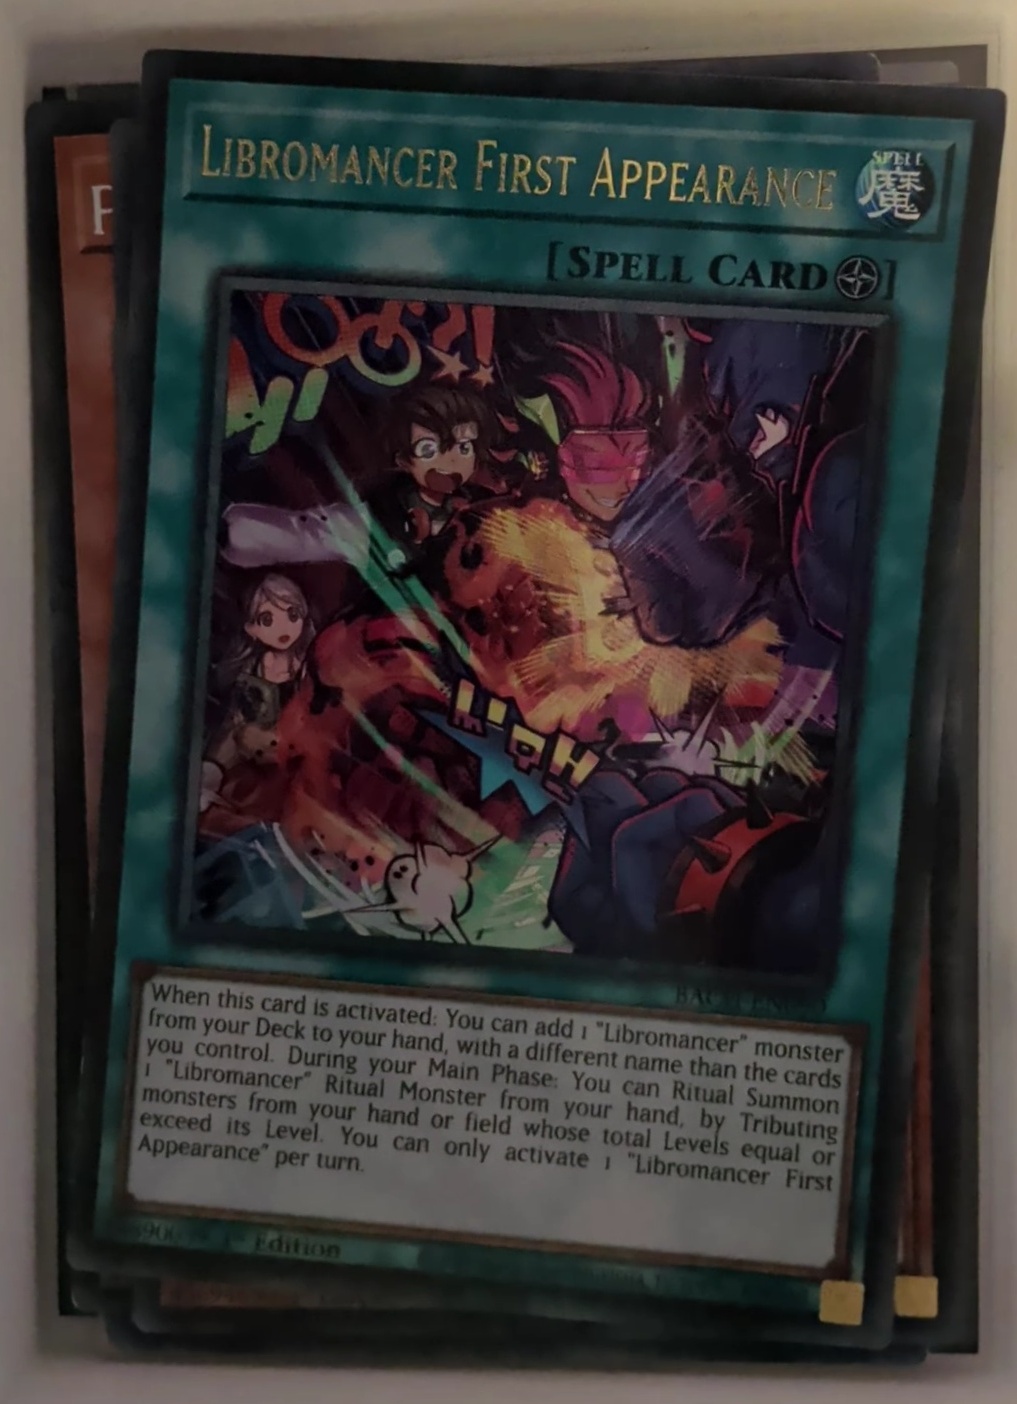 LIBROMANCER FIRST APPEARANCE
SPELL
魔
[SPELL CARD]
When this card is activated: You can add 1 "Libromancer" monster
from your Deck to your hand, with a different name than the cards
you control. During your Main Phase: You can Ritual Summon
1 "Libromancer" Ritual Monster from your hand, by Tributing
monsters from your hand or field whose total Levels equal or
exceed its Level. You can only activate 1 "Libromancer First
Appearance" per turn.
1st Edition